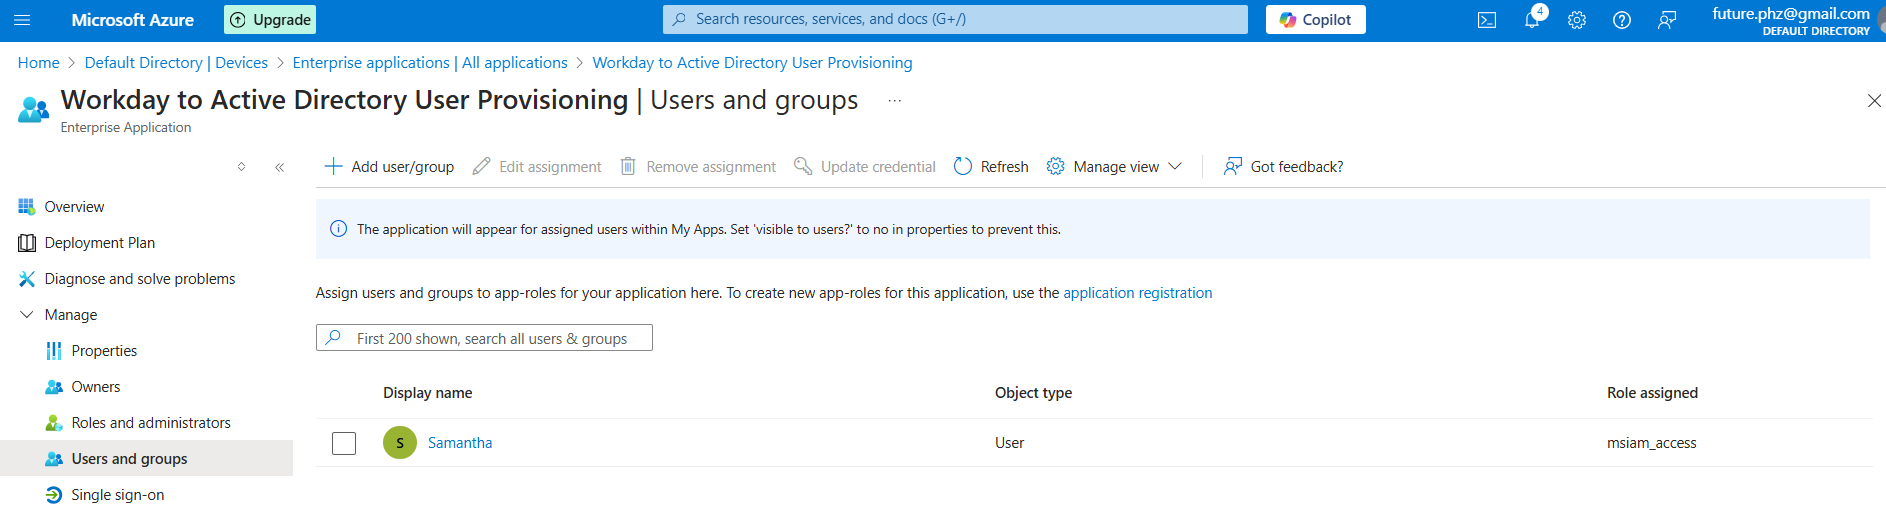 Microsoft Azure Upgrade Search resources, services, and docs (G+/) Copilot 4 future.phz@gmail.com
DEFAULT DIRECTORY
Home > Default Directory | Devices > Enterprise applications | All applications > Workday to Active Directory User Provisioning
Workday to Active Directory User Provisioning | Users and groups ...
Enterprise Application
Add user/group Edit assignment Remove assignment Update credential Refresh Manage view Got feedback?
Overview
Deployment Plan
Diagnose and solve problems
Manage
Properties
Owners
Roles and administrators
Users and groups
Single sign-on
The application will appear for assigned users within My Apps. Set 'visible to users?' to no in properties to prevent this.
Assign users and groups to app-roles for your application here. To create new app-roles for this application, use the application registration
First 200 shown, search all users & groups
Display name Object type Role assigned
S Samantha User msiam_access